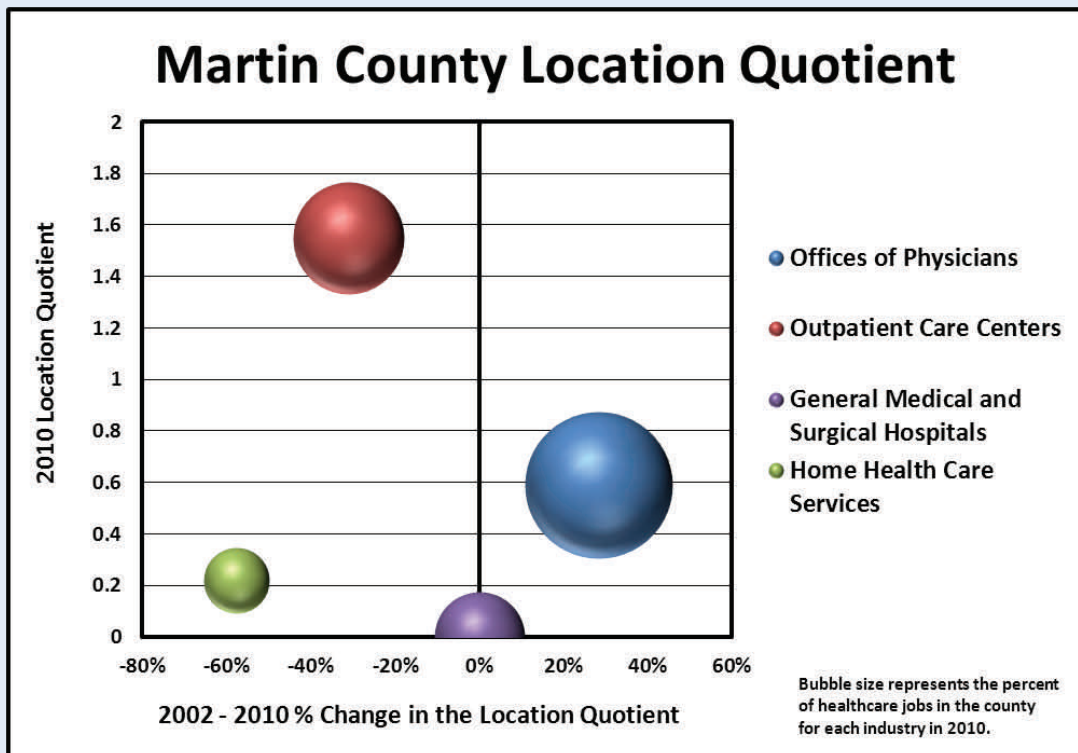 Martin County Location Quotient
2010 Location Quotient
2
1.8
1.6
1.4
1.2
1
0.8
0.6
0.4
0.2
0
-80% -60% -40% -20% 0% 20% 40% 60%
2002 - 2010 % Change in the Location Quotient
Offices of Physicians
Outpatient Care Centers
General Medical and
Surgical Hospitals
Home Health Care
Services
Bubble size represents the percent
of healthcare jobs in the county
for each industry in 2010.